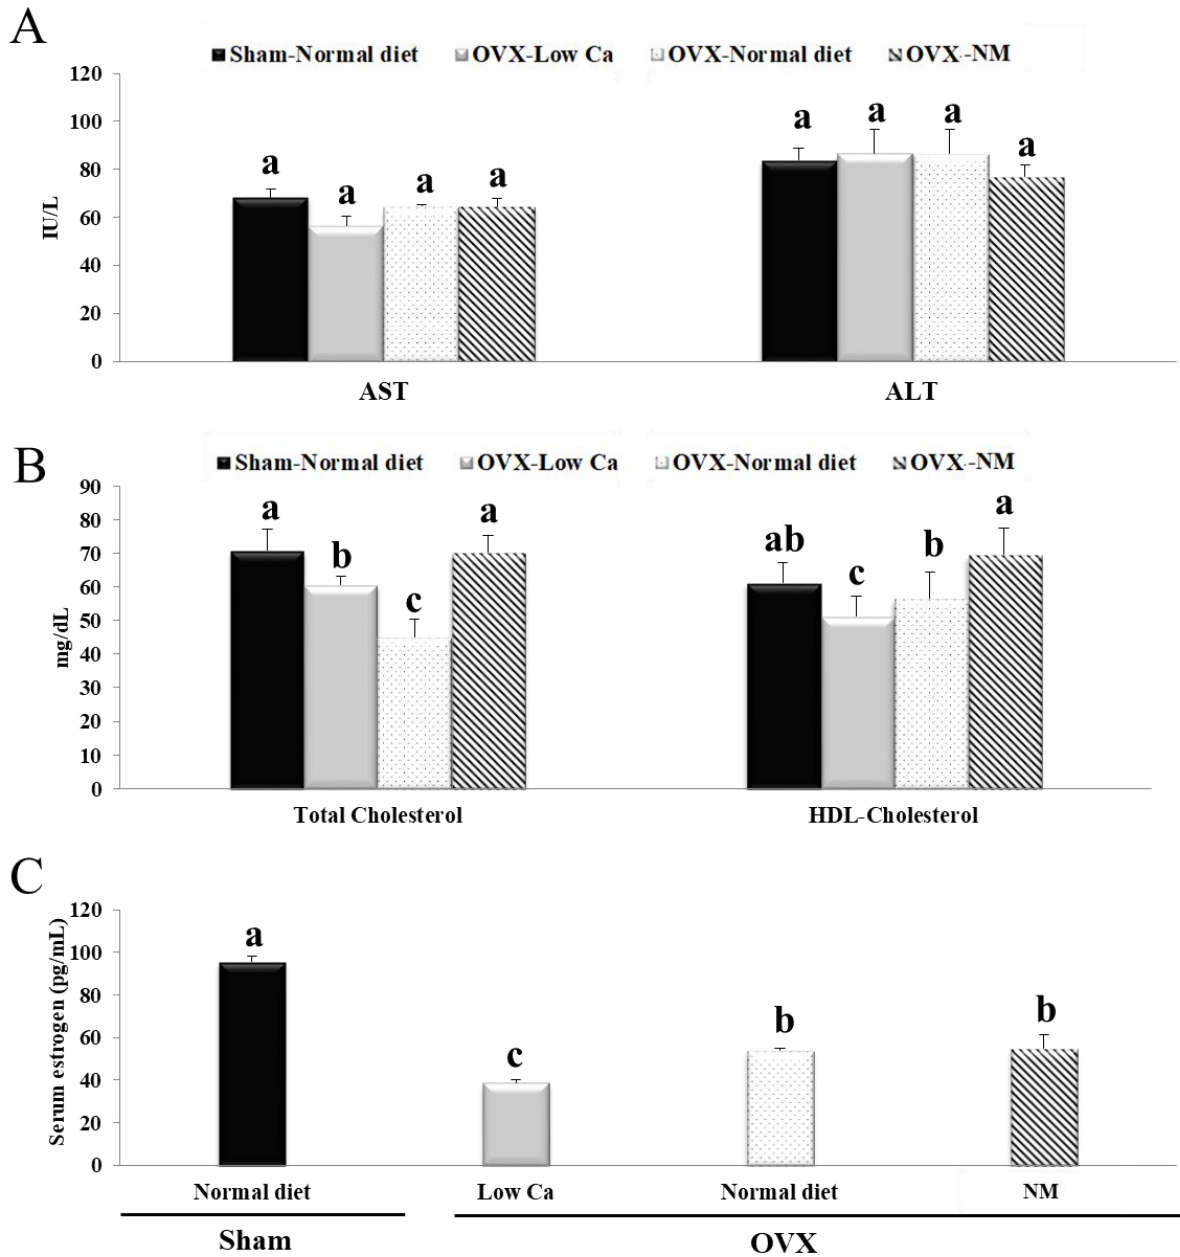 A
Sham-Normal diet OVX-Low Ca OVX-Normal diet OVX-NM
120
100
80
60
40
20
0
IU/L
a a a a a a a a
AST ALT
B
Sham-Normal diet OVX-Low Ca OVX-Normal diet OVX-NM
90
80
70
60
50
40
30
20
10
0
mg/dL
a b c a ab c b a
Total Cholesterol HDL-Cholesterol
C
120
100
80
60
40
20
0
Serum estrogen (pg/mL)
a c b b
Normal diet Low Ca Normal diet NM
Sham OVX